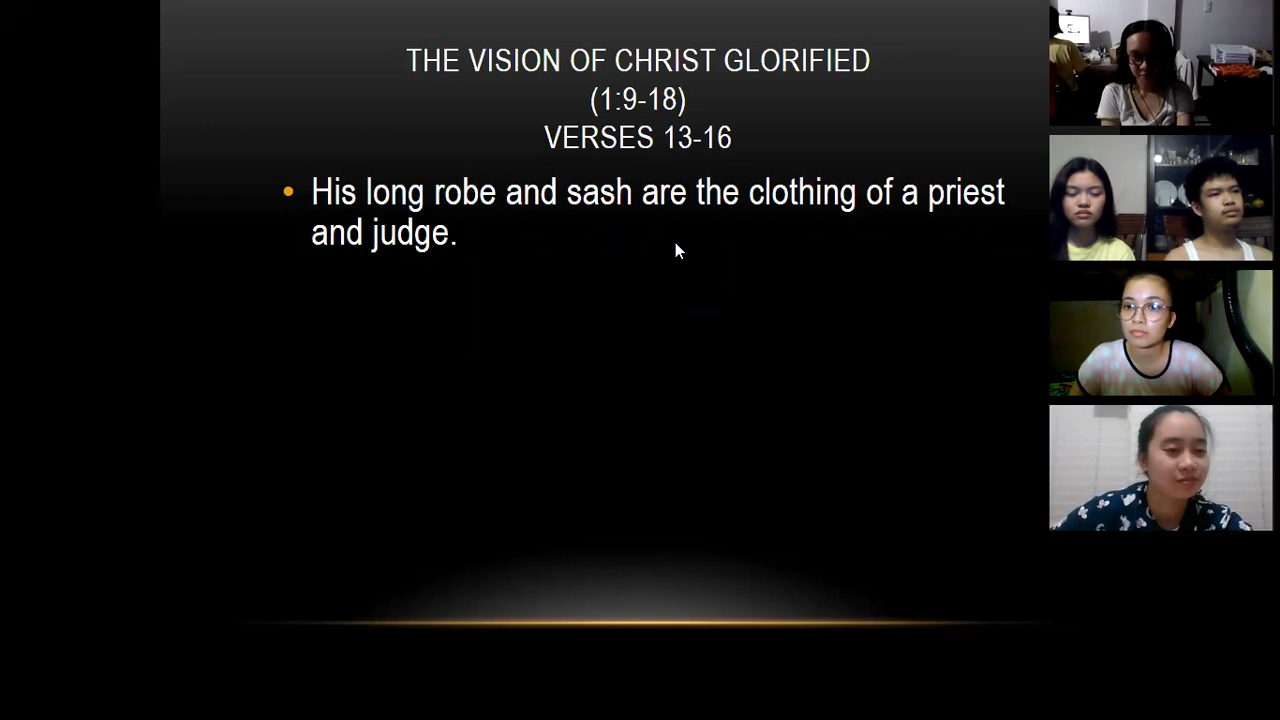 THE VISION OF CHRIST GLORIFIED
(1:9-18)
VERSES 13-16
• His long robe and sash are the clothing of a priest
and judge.